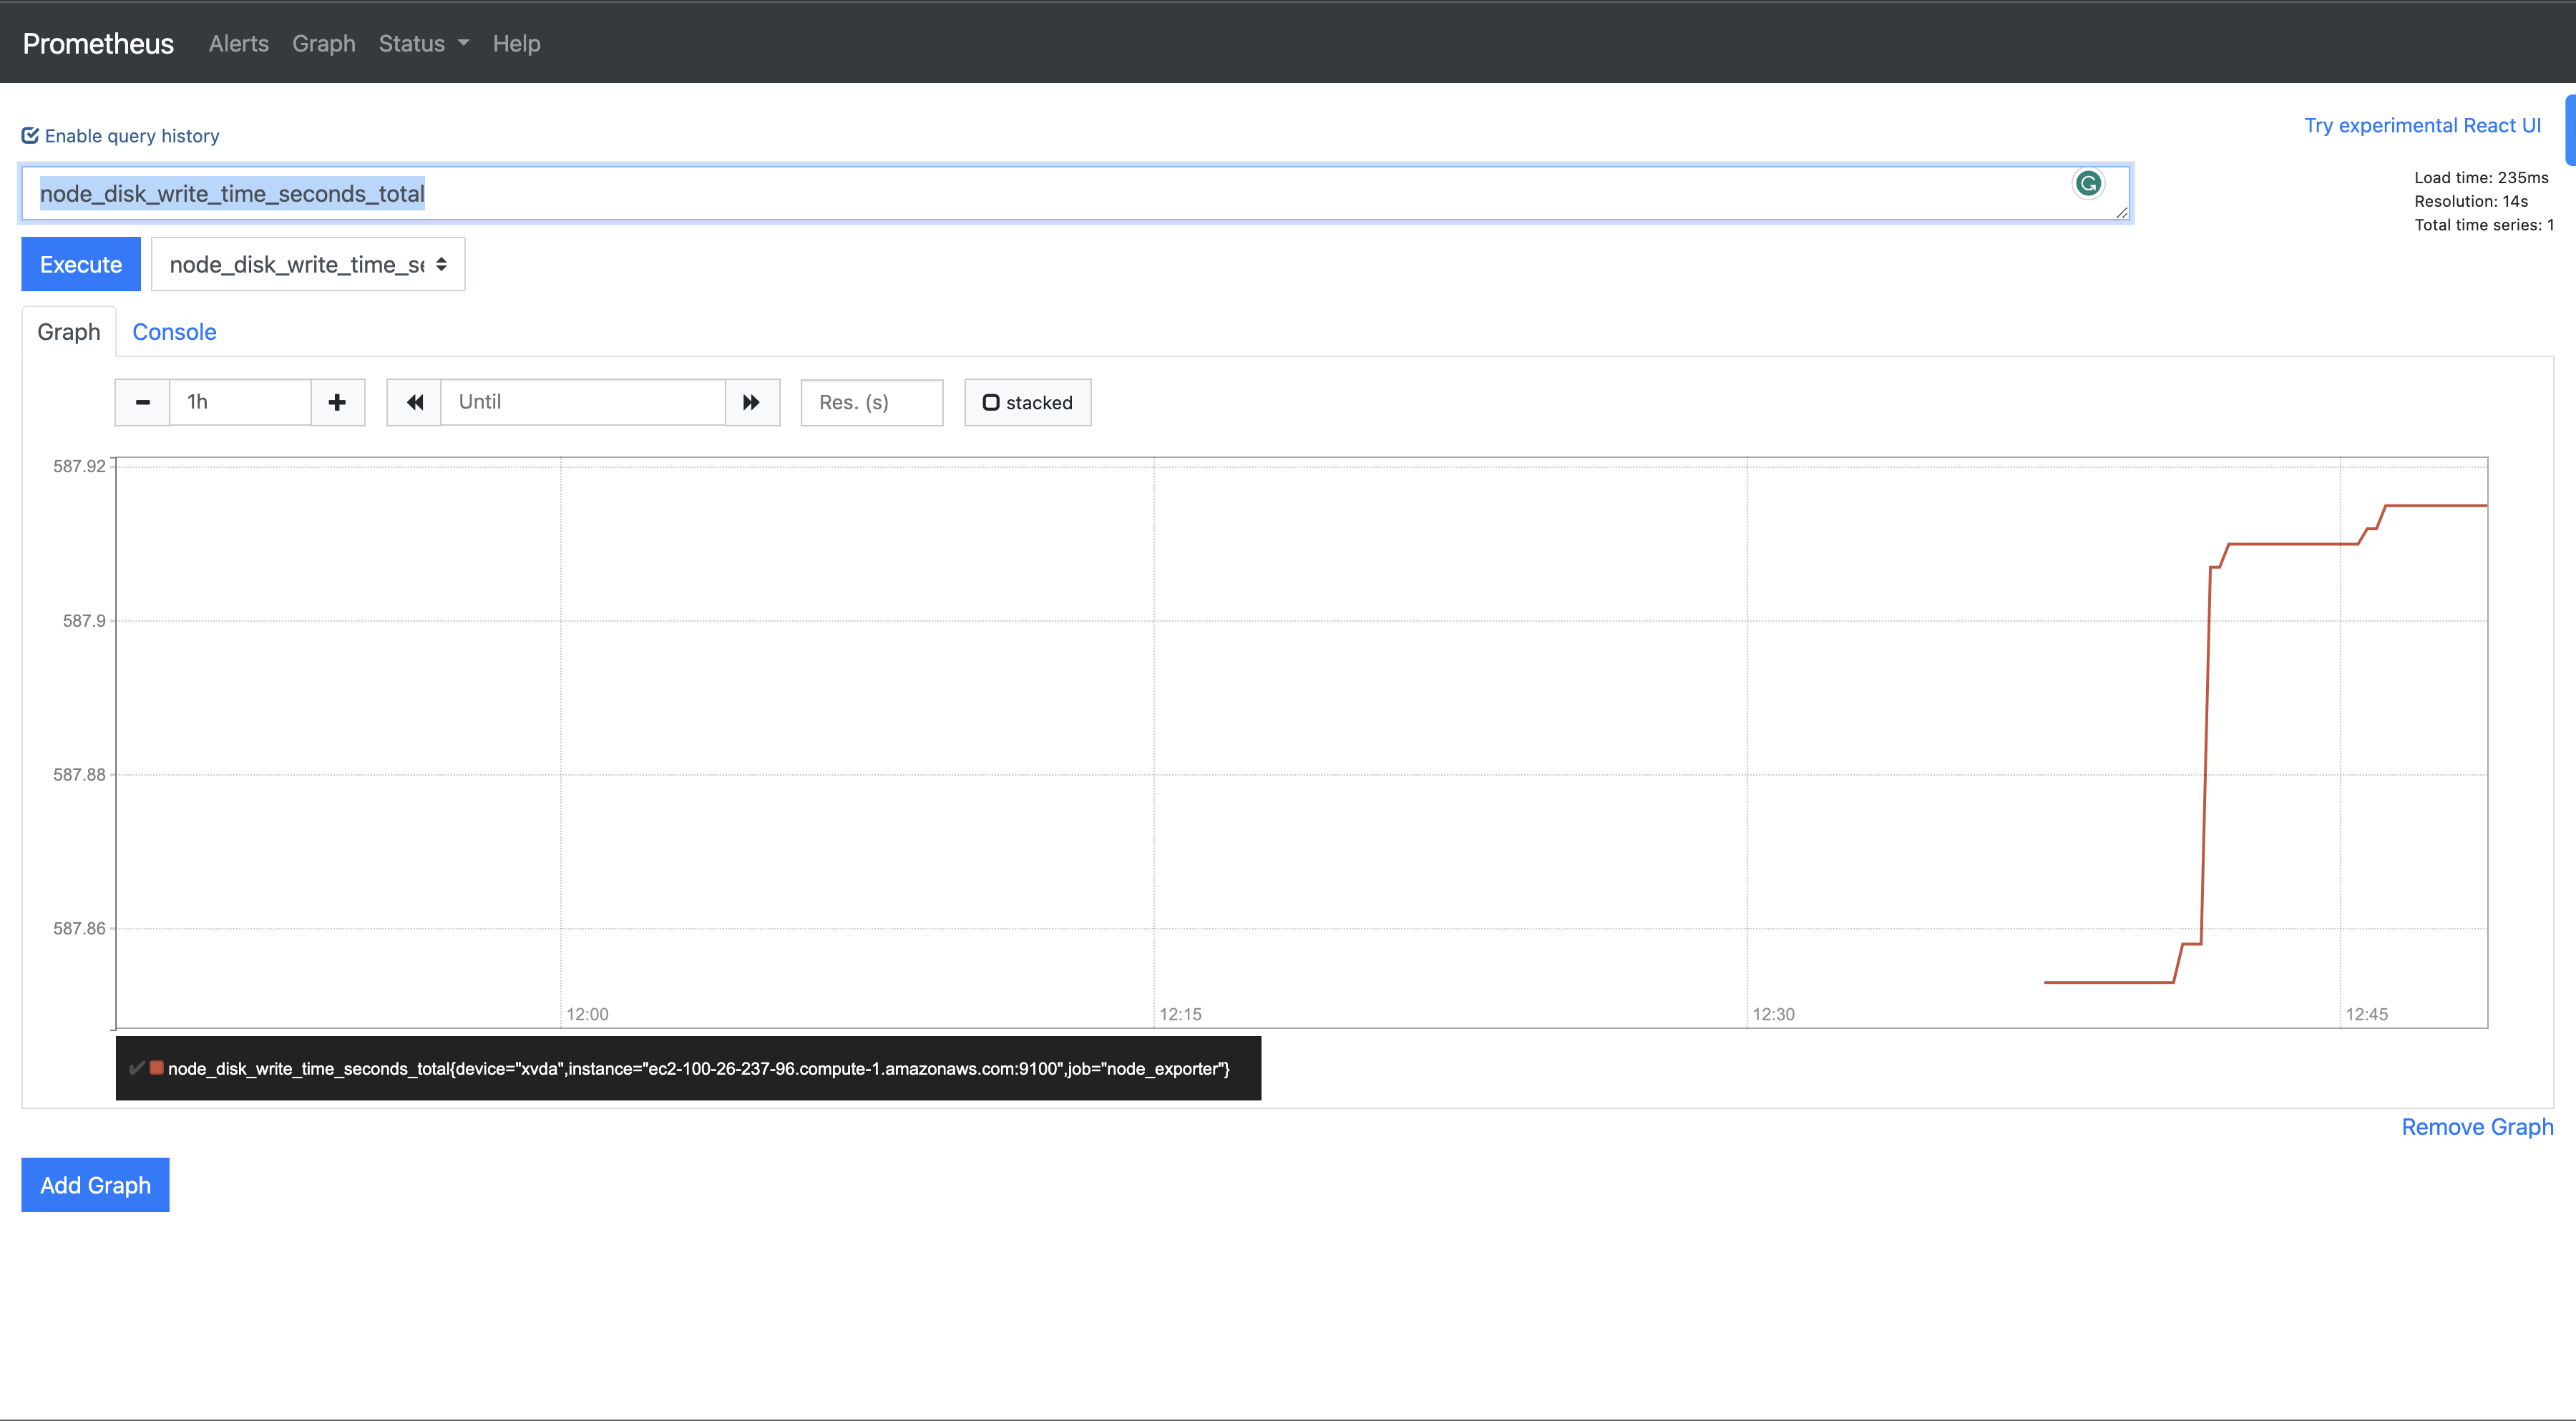 Prometheus Alerts Graph Status Help
Enable query history
Try experimental React UI
node_disk_write_time_seconds_total
Load time: 235ms
Resolution: 14s
Total time series: 1
Execute node_disk_write_time_se
Graph Console
1h Until Res. (s) stacked
587.92
587.9
587.88
587.86
12:00 12:15 12:30 12:45
node_disk_write_time_seconds_total{device="xvda",instance="ec2-100-26-237-96.compute-1.amazonaws.com:9100",job="node_exporter"}
Remove Graph
Add Graph